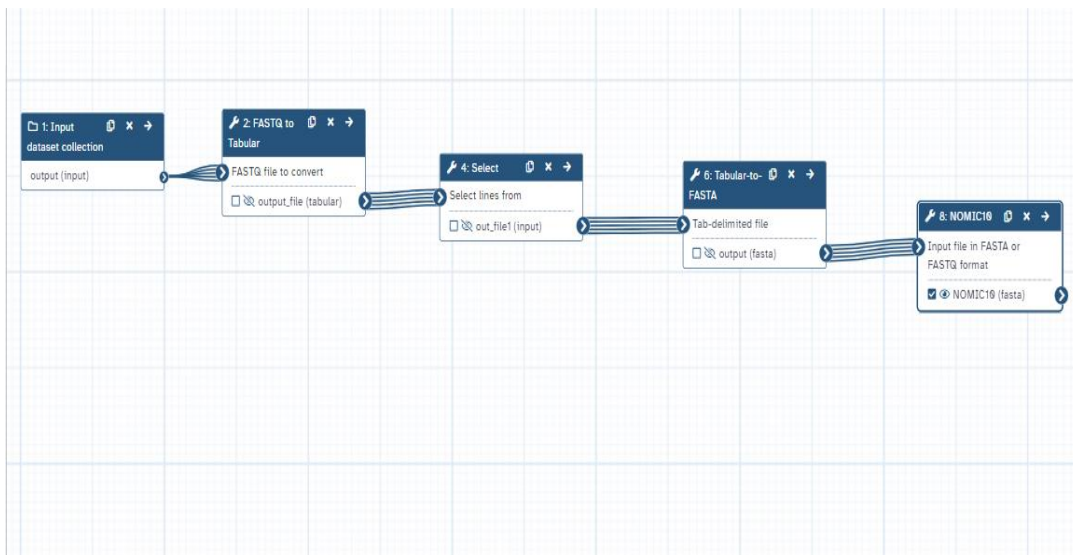 1: Input
dataset collection
output (input)
2: FASTQ to
Tabular
FASTQ file to convert
output_file (tabular)
4: Select
Select lines from
out_file1 (input)
6: Tabular-to-
FASTA
Tab-delimited file
output (fasta)
8: NOMIC10
Input file in FASTA or
FASTQ format
NOMIC10 (fasta)